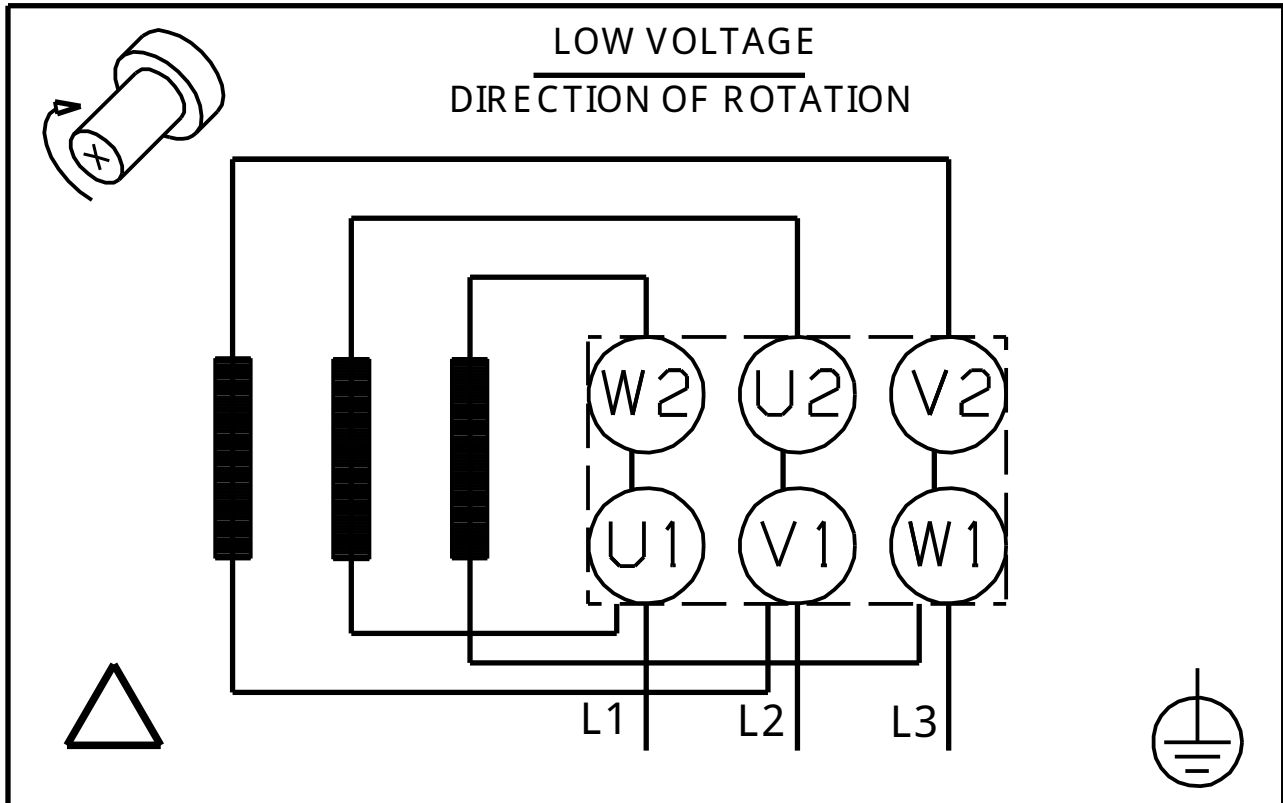 LOW VOLTAGE
DIRECTION OF ROTATION
W2 U2 V2
U1 V1 W1
L1 L2 L3